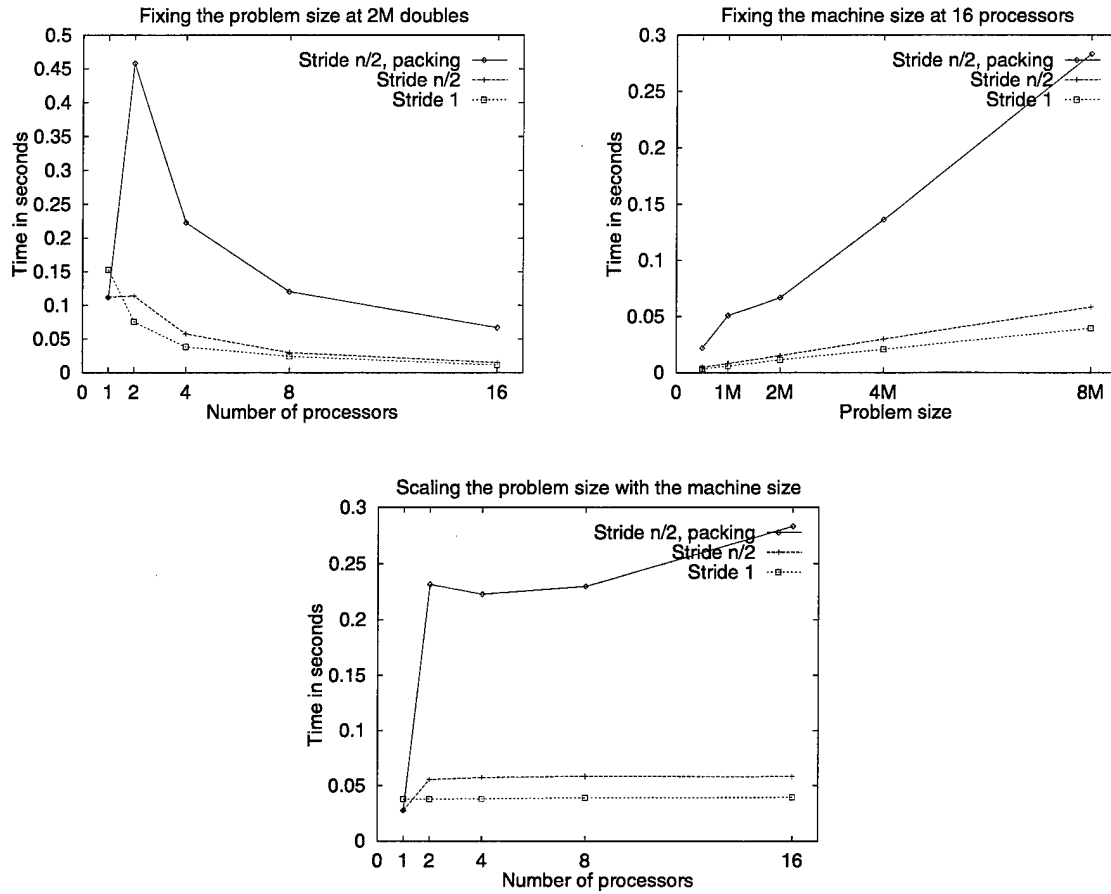 Fixing the problem size at 2M doubles
0.5
0.45
0.4
0.35
0.3
0.25
0.2
0.15
0.1
0.05
0
Time in seconds
Stride n/2, packing
Stride n/2
Stride 1
0 1 2 4 8 16
Number of processors
Fixing the machine size at 16 processors
0.3
0.25
0.2
0.15
0.1
0.05
0
Time in seconds
Stride n/2, packing
Stride n/2
Stride 1
0 1M 2M 4M 8M
Problem size
Scaling the problem size with the machine size
0.3
0.25
0.2
0.15
0.1
0.05
0
Time in seconds
Stride n/2, packing
Stride n/2
Stride 1
0 1 2 4 8 16
Number of processors